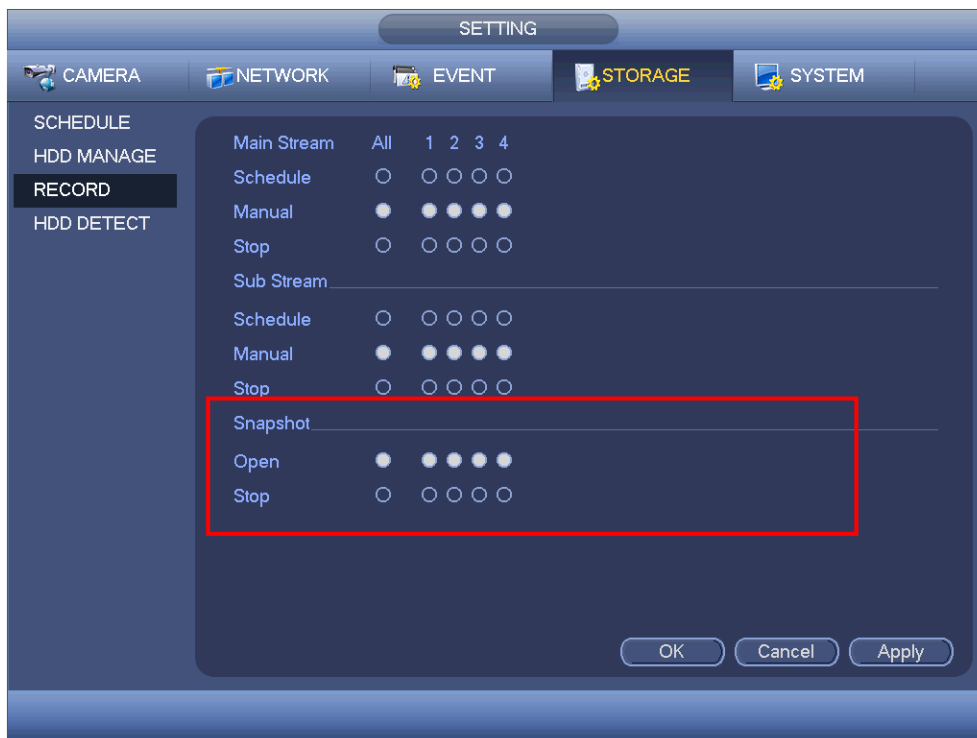 SETTING
CAMERA NETWORK EVENT STORAGE SYSTEM
SCHEDULE
HDD MANAGE
RECORD
HDD DETECT
Main Stream All 1 2 3 4
Schedule
Manual
Stop
Sub Stream
Schedule
Manual
Stop
Snapshot
Open
Stop
OK Cancel Apply